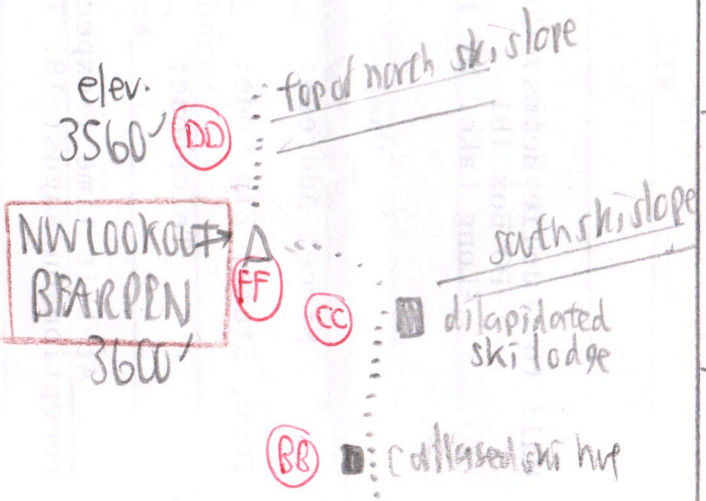 top of north ski slope
elev.
3560'
DD
NW LOOKOUT
BEARPEN
3600'
FF
south ski slope
CC
dilapidated
ski lodge
BB
collapsed ski hut